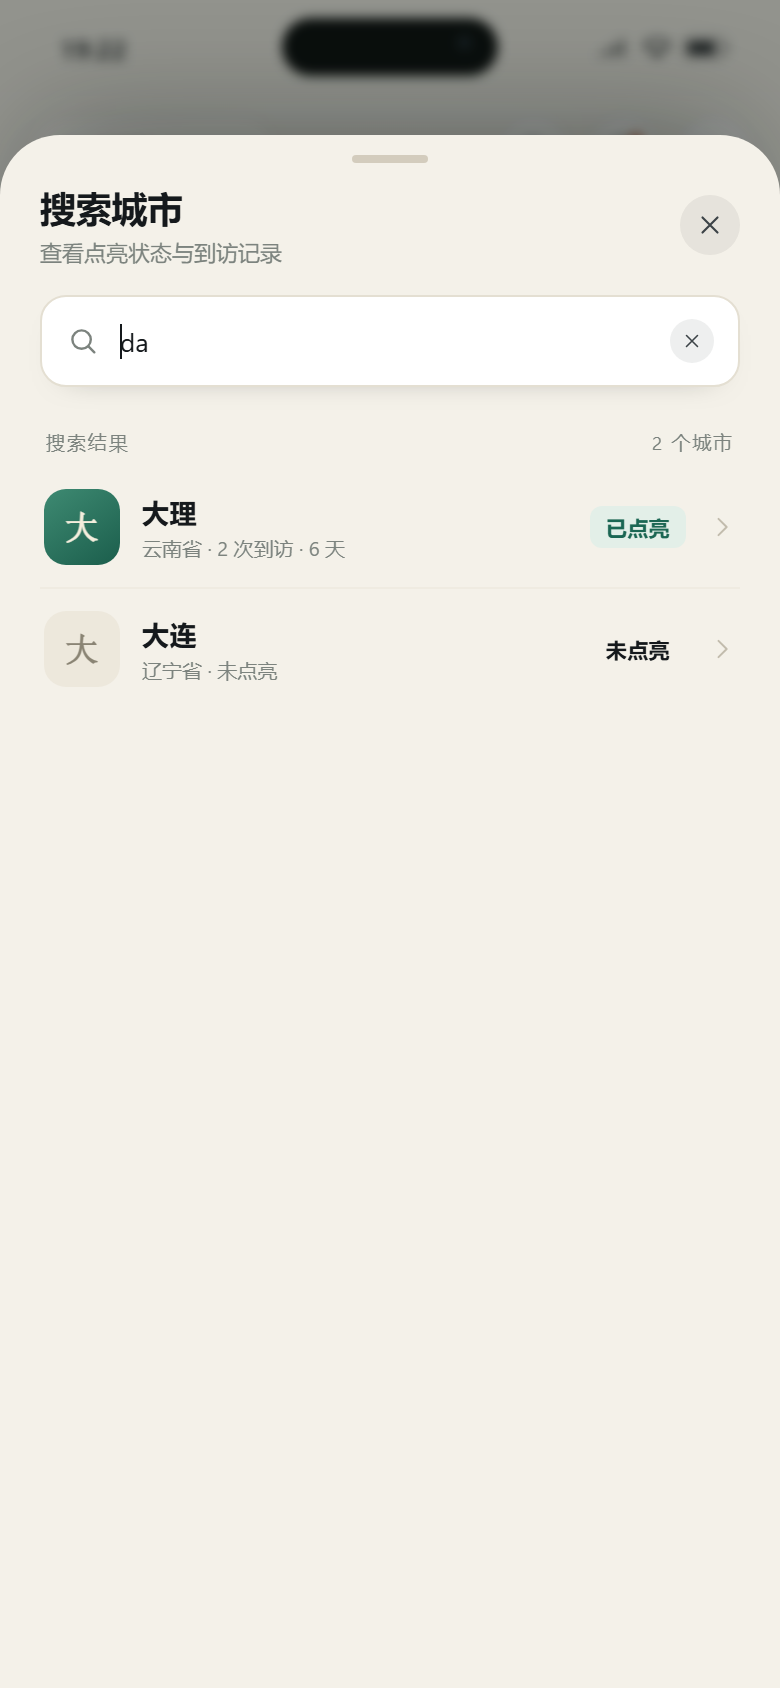 搜索城市
查看点亮状态与到访记录
da
搜索结果
2 个城市
大
大理
云南省 · 2 次到访 · 6 天
已点亮
大
大连
辽宁省 · 未点亮
未点亮